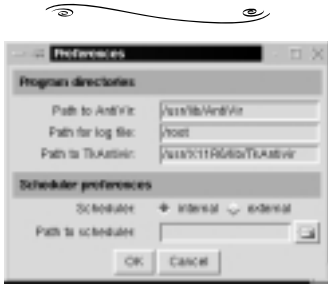 Preferences
Program directories
Path to AntiVir: /usr/lib/AntiVir
Path for log file: /root
Path to TkAntivir: /usr/X11R6/lib/TkAntivir
Scheduler preferences
Scheduler: internal external
Path to scheduler:
OK Cancel